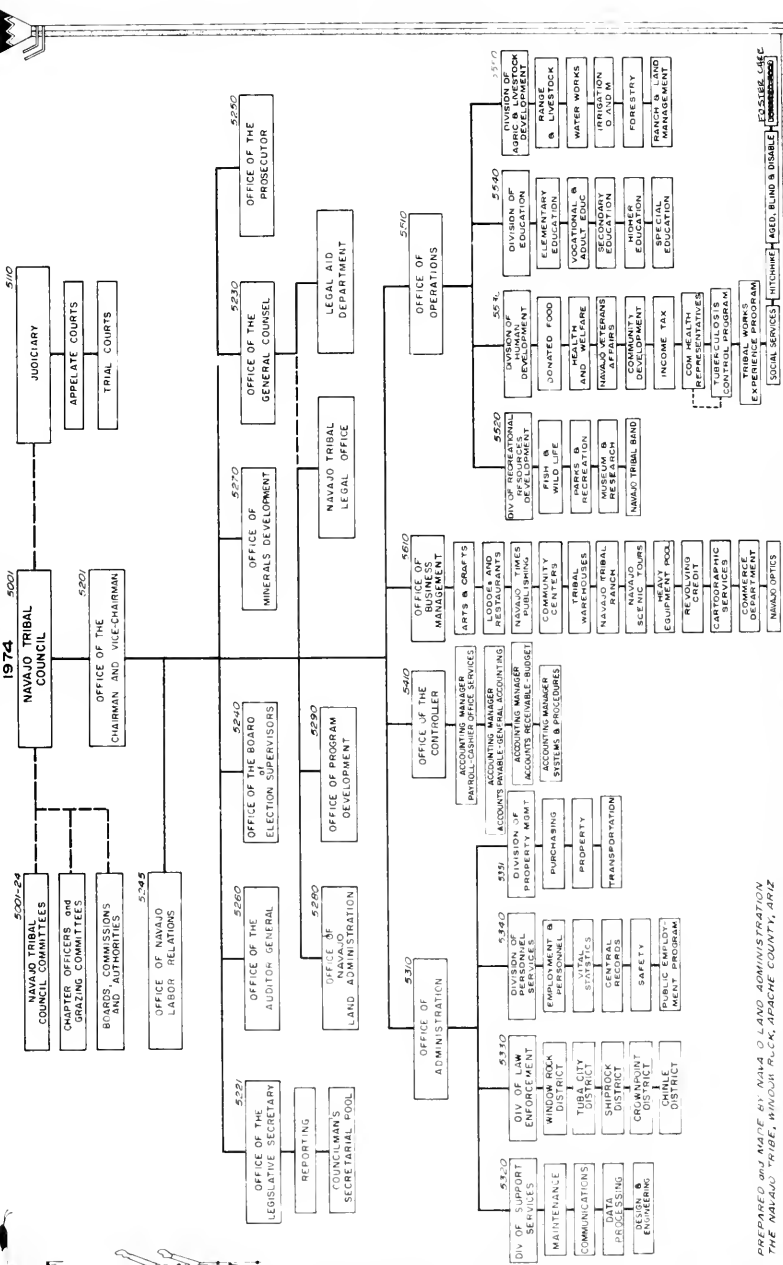 1974
5001-24
NAVAJO TRIBAL
COUNCIL COMMITTEES
CHAPTER OFFICERS and
GRAZING COMMITTEES
BOARDS, COMMISSIONS
AND AUTHORITIES
5001
NAVAJO TRIBAL
COUNCIL
5110
JUDICIARY
APPELATE COURTS
TRIAL COURTS
5201
OFFICE OF THE
CHAIRMAN AND VICE-CHAIRMAN
5245
OFFICE OF NAVAJO
LABOR RELATIONS
5221
OFFICE OF THE
LEGISLATIVE SECRETARY
REPORTING
COUNCILMAN'S
SECRETARIAL POOL
5260
OFFICE OF THE
AUDITOR GENERAL
5240
OFFICE OF THE BOARD
of
ELECTION SUPERVISORS
5270
OFFICE OF
MINERALS DEVELOPMENT
5230
OFFICE OF THE
GENERAL COUNSEL
5250
OFFICE OF THE
PROSECUTOR
5280
OFFICE OF
NAVAJO
LAND ADMINISTRATION
5290
OFFICE OF PROGRAM
DEVELOPMENT
NAVAJO TRIBAL
LEGAL OFFICE
LEGAL AID
DEPARTMENT
5310
OFFICE OF
ADMINISTRATION
5410
OFFICE OF THE
CONTROLLER
5610
OFFICE OF
BUSINESS
MANAGEMENT
5510
OFFICE OF
OPERATIONS
5320
DIV OF SUPPORT
SERVICES
MAINTENANCE
COMMUNICATIONS
DATA
PROCESSING
DESIGN &
ENGINEERING
5330
DIV OF LAW
ENFORCEMENT
WINDOW ROCK
DISTRICT
TUBA CITY
DISTRICT
SHIPROCK
DISTRICT
CROWNPOINT
DISTRICT
CHINLE
DISTRICT
5340
DIVISION OF
PERSONNEL
SERVICES
EMPLOYMENT &
PERSONNEL
VITAL
STATISTICS
CENTRAL
RECORDS
SAFETY
PUBLIC EMPLOY-
MENT PROGRAM
5351
DIVISION OF
PROPERTY MGMT
PURCHASING
PROPERTY
TRANSPORTATION
ACCOUNTING MANAGER
PAYROLL-CASHIER OFFICE SERVICES
ACCOUNTING MANAGER
ACCOUNTS PAYABLE-GENERAL ACCOUNTING
ACCOUNTING MANAGER
ACCOUNTS RECEIVABLE-BUDGET
ACCOUNTING MANAGER
SYSTEMS & PROCEDURES
ARTS & CRAFTS
LODGES AND
RESTAURANTS
NAVAJO TIMES
PUBLISHING
COMMUNITY
CENTERS
TRIBAL
WAREHOUSES
NAVAJO TRIBAL
RANCH
NAVAJO
SCENIC TOURS
HEAVY
EQUIPMENT POOL
REVOLVING
CREDIT
CARTOGRAPHIC
SERVICES
COMMERCE
DEPARTMENT
NAVAJO OPTICS
5520
DIV OF RECREATIONAL
RESOURCES
DEVELOPMENT
FISH &
WILD LIFE
PARKS &
RECREATION
MUSEUM &
RESEARCH
NAVAJO TRIBAL BAND
DIVISION OF
HUMAN
DEVELOPMENT
DONATED FOOD
HEALTH
AND WELFARE
NAVAJO VETERANS
AFFAIRS
COMMUNITY
DEVELOPMENT
INCOME TAX
COM HEALTH
REPRESENTATIVES
TUBERCULOSIS
CONTROL PROGRAM
TRIBAL WORKS
EXPERIENCE PROGRAM
SOCIAL SERVICES
HITCHHIKE
AGED, BLIND & DISABLE
FOSTER CARE
5540
DIVISION OF
EDUCATION
ELEMENTARY
EDUCATION
VOCATIONAL &
ADULT EDUC
SECONDARY
EDUCATION
HIGHER
EDUCATION
SPECIAL
EDUCATION
DIVISION OF
AGRIC & LIVESTOCK
DEVELOPMENT
RANGE
& LIVESTOCK
WATER WORKS
IRRIGATION
O AND M
FORESTRY
RANCH & LAND
MANAGEMENT
PREPARED and MADE BY NAVA O LAND ADMINISTRATION
THE NAVAJO TRIBE, WINDOW ROCK, APACHE COUNTY, ARIZ